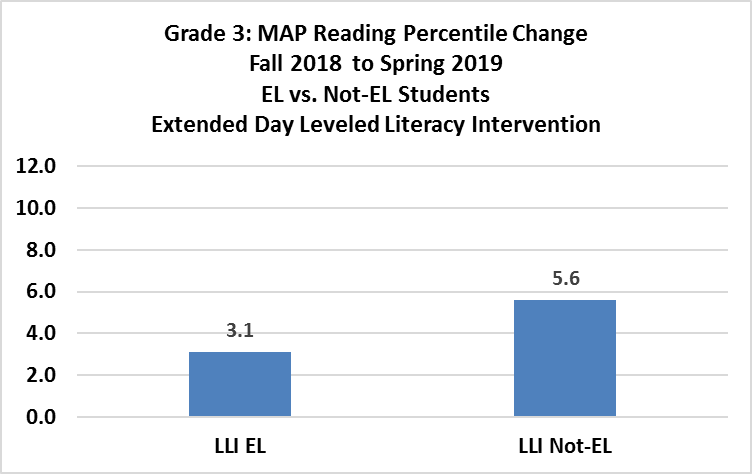 Grade 3: MAP Reading Percentile Change
Fall 2018 to Spring 2019
EL vs. Not-EL Students
Extended Day Leveled Literacy Intervention
12.0
10.0
8.0
6.0
4.0
2.0
0.0
3.1
5.6
LLI EL
LLI Not-EL